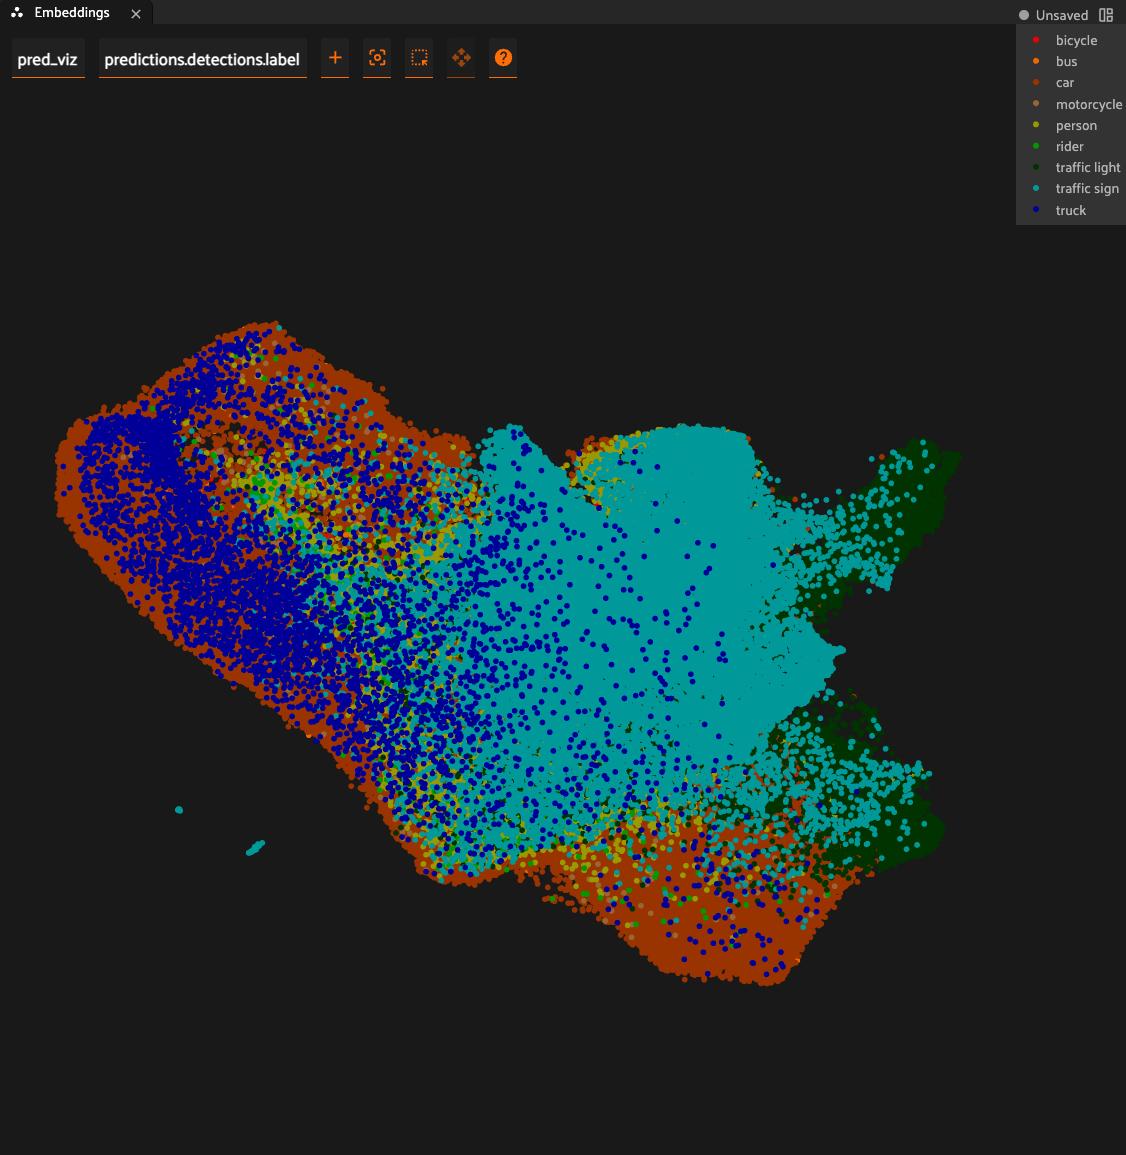 Embeddings
Unsaved
pred_viz
predictions.detections.label
bicycle
bus
car
motorcycle
person
rider
traffic light
traffic sign
truck